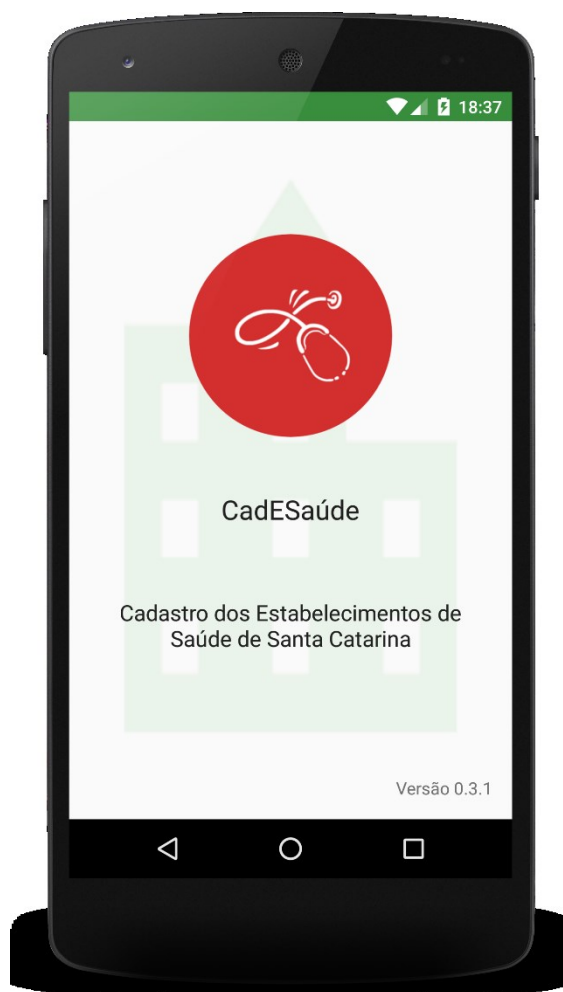 18:37
CadESaúde
Cadastro dos Estabelecimentos de
Saúde de Santa Catarina
Versão 0.3.1